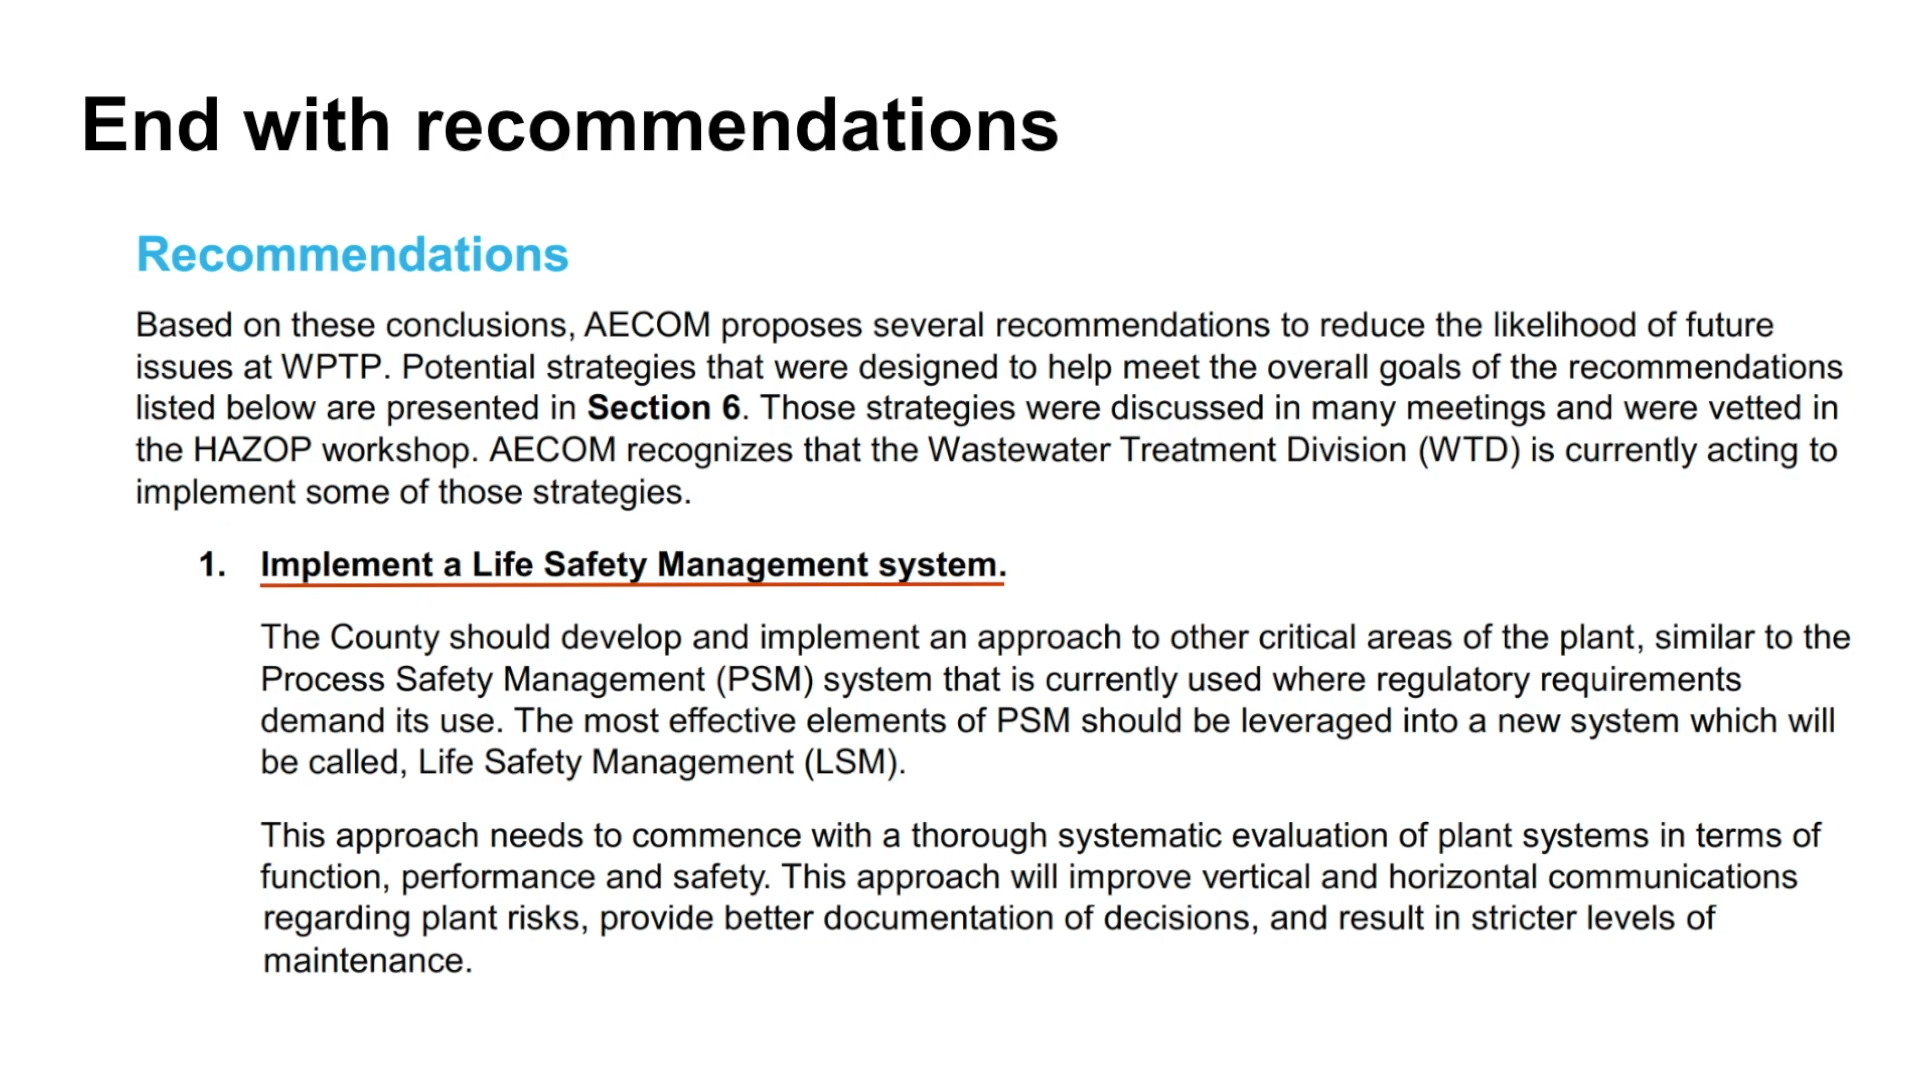 End with recommendations
Recommendations
Based on these conclusions, AECOM proposes several recommendations to reduce the likelihood of future
issues at WPTP. Potential strategies that were designed to help meet the overall goals of the recommendations
listed below are presented in Section 6. Those strategies were discussed in many meetings and were vetted in
the HAZOP workshop. AECOM recognizes that the Wastewater Treatment Division (WTD) is currently acting to
implement some of those strategies.
1. Implement a Life Safety Management system.
The County should develop and implement an approach to other critical areas of the plant, similar to the
Process Safety Management (PSM) system that is currently used where regulatory requirements
demand its use. The most effective elements of PSM should be leveraged into a new system which will
be called, Life Safety Management (LSM).
This approach needs to commence with a thorough systematic evaluation of plant systems in terms of
function, performance and safety. This approach will improve vertical and horizontal communications
regarding plant risks, provide better documentation of decisions, and result in stricter levels of
maintenance.